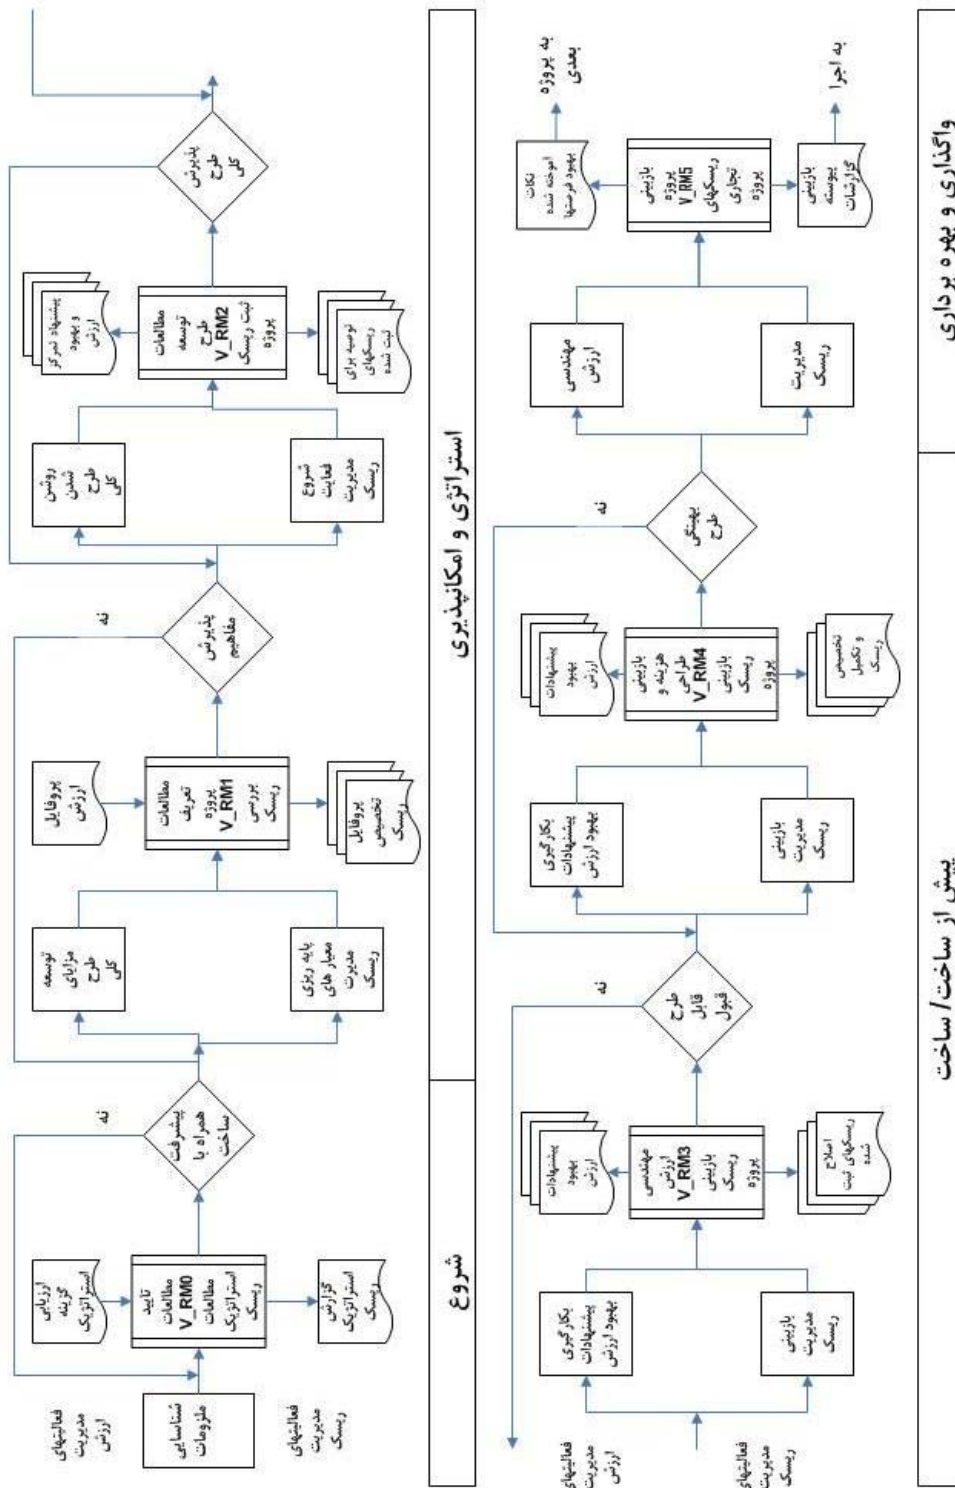 فعالیتهای
مدیریت
ارزش
شناسایی
ملزومات
فعالیتهای
مدیریت
ریسک
ارزیابی
گزینه
استراتژیک
تایید
مطالعات
V_RM0
مطالعات
استراتژیک
ریسک
گزارش
استراتژیک
ریسک
نه
پیشرفت
همراه با
ساخت
توسعه
مزایای
طرح
کلی
پایه ریزی
معیار های
مدیرت
ریسک
پروفایل
ارزش
مطالعات
تعریف
پروژه
V_RM1
بررسی
ریسک
پروفایل
تخصیص
ریسک
نه
پذیرش
مفاهیم
روشن
شدن
طرح
کلی
شروع
فعایت
مدیریت
ریسک
پیشنهاد تمرکز
و بهبود
ارزش
مطالعات
توسعه
طرح
V_RM2
ثبت ریسک
پروژه
توصیه برای
ریسکهای
ثبت شده
پذیرش
طرح
کلی
شروع
استراتژی و امکانپذیری
فعالیتهای
مدیریت
ارزش
فعالیتهای
مدیریت
ریسک
بکارگیری
پیشنهادات
بهبود ارزش
بازبینی
مدیریت
ریسک
پیشنهادات
بهبود
ارزش
مهندسی
ارزش
V_RM3
بازبینی
ریسک
پروژه
اصلاح
ریسکهای ثبت
شده
نه
طرح
قابل
قبول
بکارگیری
پیشنهادات
بهبود ارزش
بازبینی
مدیریت
ریسک
پیشنهادات
بهبود
ارزش
بازبینی
هزینه و
طراحی
V_RM4
بازبینی
ریسک
پروژه
تخصیص
و تکمیل
ریسک
نه
بهینگی
طرح
مهندسی
ارزش
مدیریت
ریسک
نکات
آموخته شده
بهبود فرصتها
بازبینی
پروژه
V_RM5
ریسکهای
تجاری
پروژه
گزارشات
بازبینی
پیوسته
به پروژه
بعدی
به اجرا
پیش از ساخت/ ساخت
واگذاری و بهره برداری